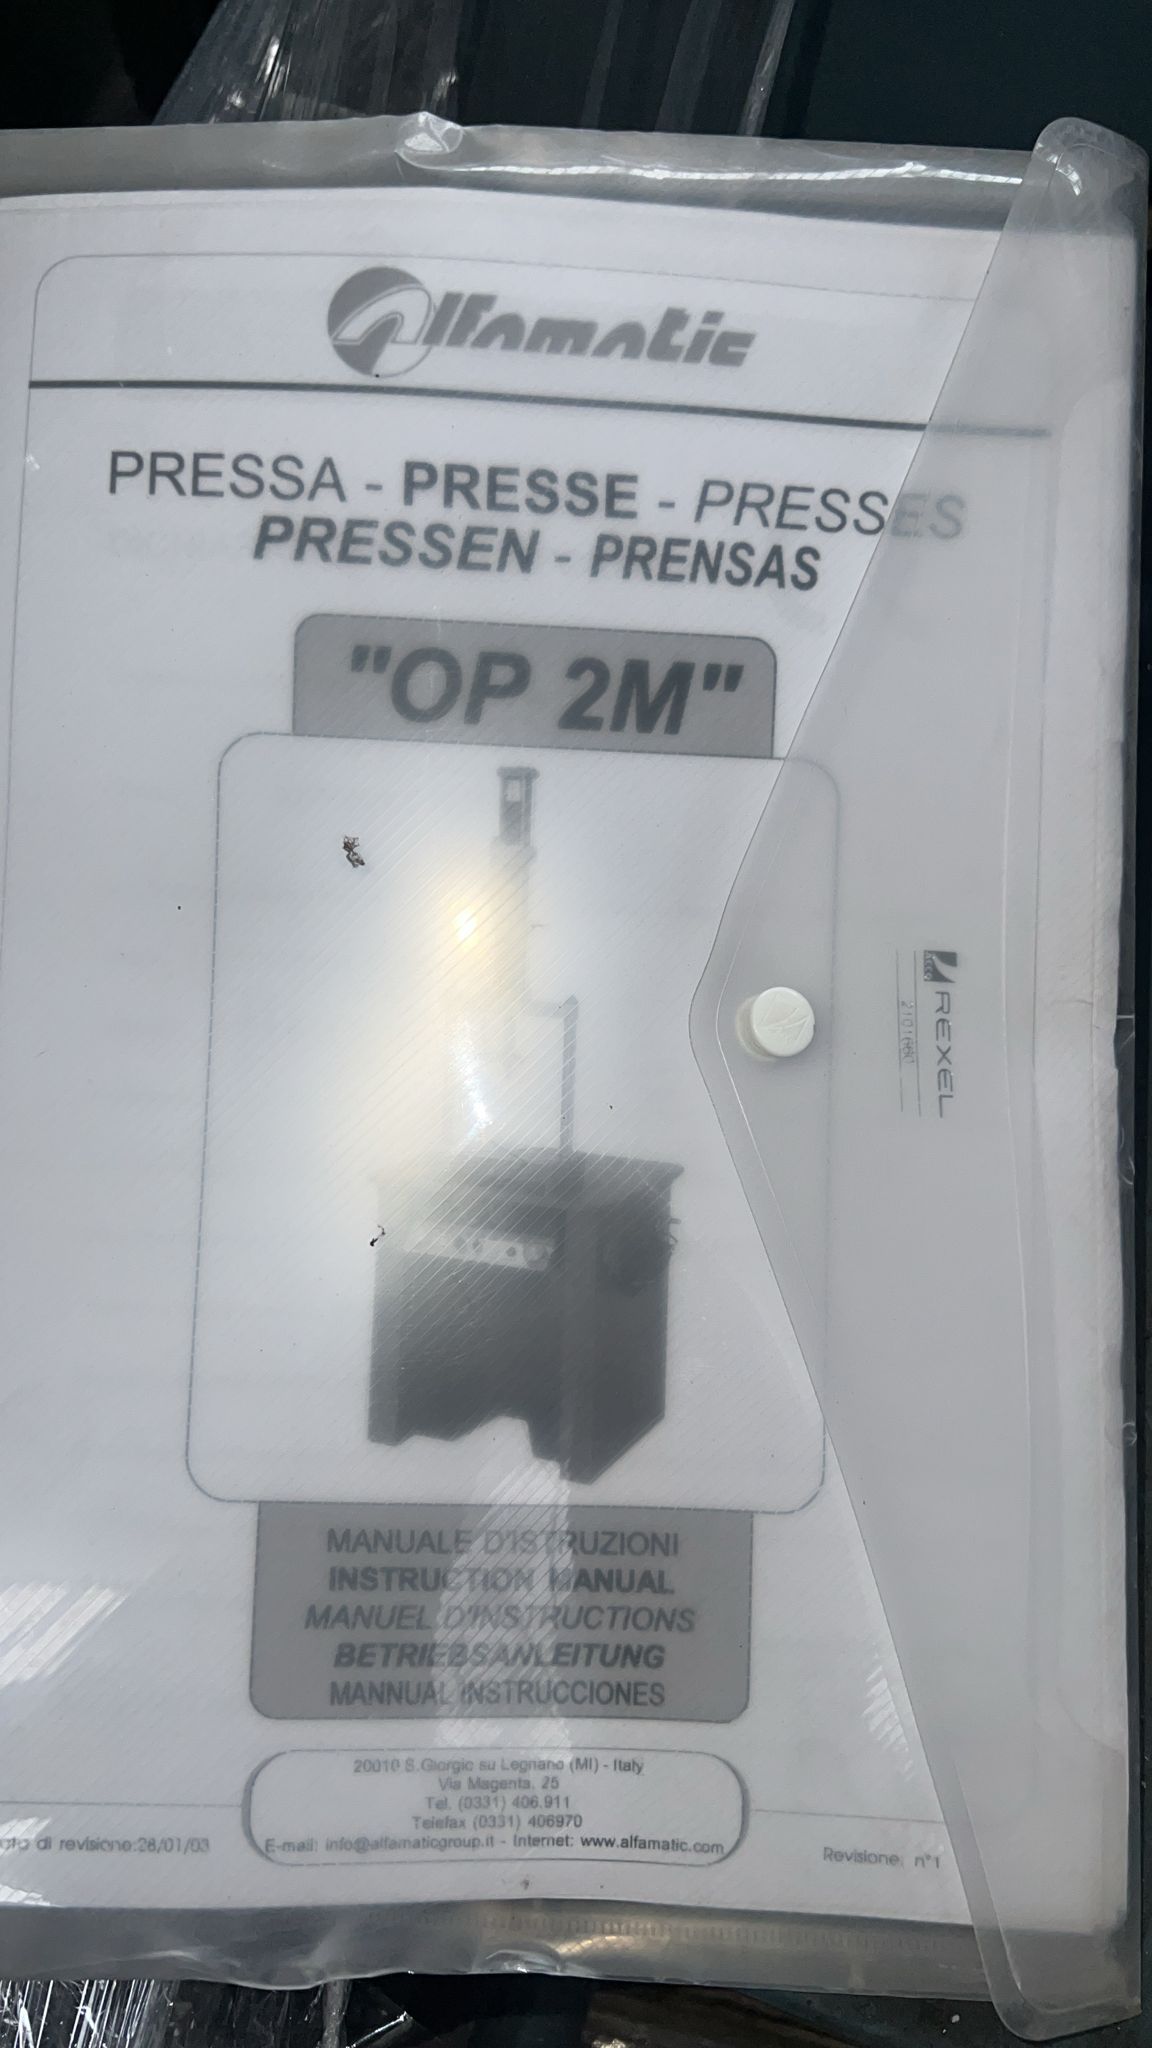 Alfamatic
PRESSA - PRESSE - PRESSES
PRESSEN - PRENSAS
"OP 2M"
ACCO
REXEL
MANUALE D'ISTRUZIONI
INSTRUCTION MANUAL
MANUEL D'INSTRUCTIONS
BETRIEBSANLEITUNG
MANNUAL INSTRUCCIONES
20010 S.Giorgio su Legnano (MI) - Italy
Via Magenta, 25
Tel. (0331) 406.911
Telefax (0331) 406970
E-mail: info@alfamaticgroup.it - Internet: www.alfamatic.com
di revisione:28/01/03
Revisione: n°1